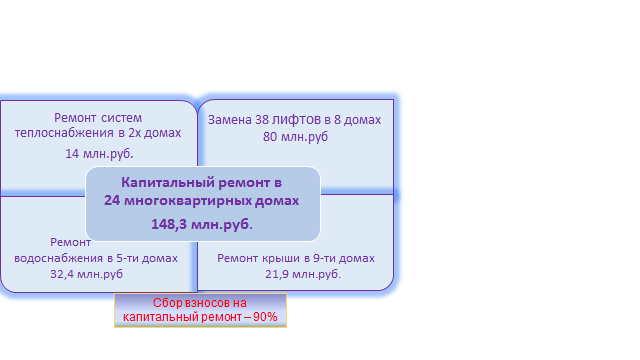 Ремонт систем
теплоснабжения в 2х домах
14 млн.руб.
Замена 38 лифтов в 8 домах
80 млн.руб
Капитальный ремонт в
24 многоквартирных домах
148,3 млн.руб.
Ремонт
водоснабжения в 5-ти домах
32,4 млн.руб
Ремонт крыши в 9-ти домах
21,9 млн.руб.
Сбор взносов на
капитальный ремонт – 90%